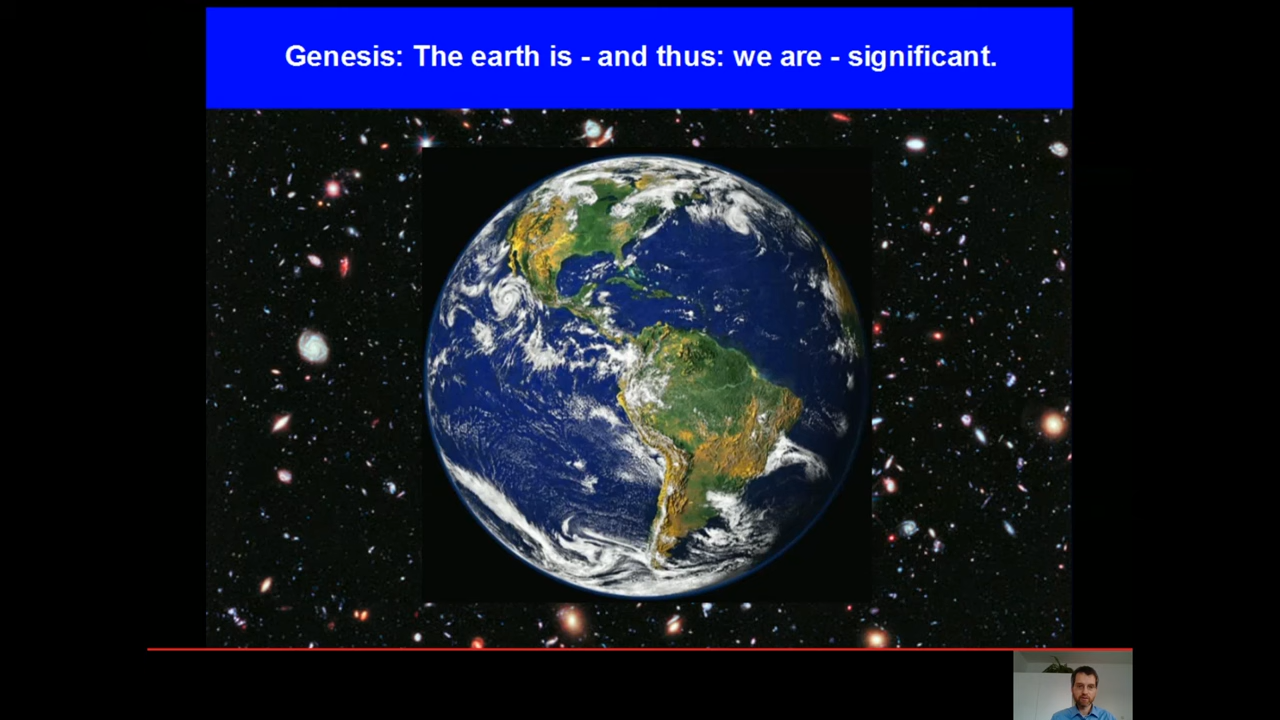 Genesis: The earth is - and thus: we are - significant.